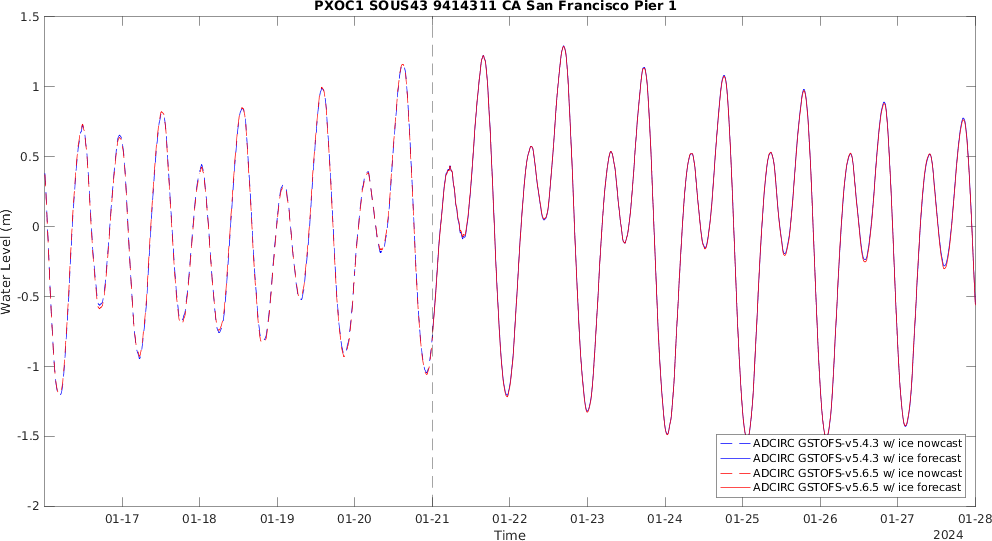 PXOC1 SOUS43 9414311 CA San Francisco Pier 1
1.5
1
0.5
0
-0.5
-1
-1.5
-2
Water Level (m)
01-17 01-18 01-19 01-20 01-21 01-22 01-23 01-24 01-25 01-26 01-27 01-28
Time
2024
ADCIRC GSTOFS-v5.4.3 w/ ice nowcast
ADCIRC GSTOFS-v5.4.3 w/ ice forecast
ADCIRC GSTOFS-v5.6.5 w/ ice nowcast
ADCIRC GSTOFS-v5.6.5 w/ ice forecast